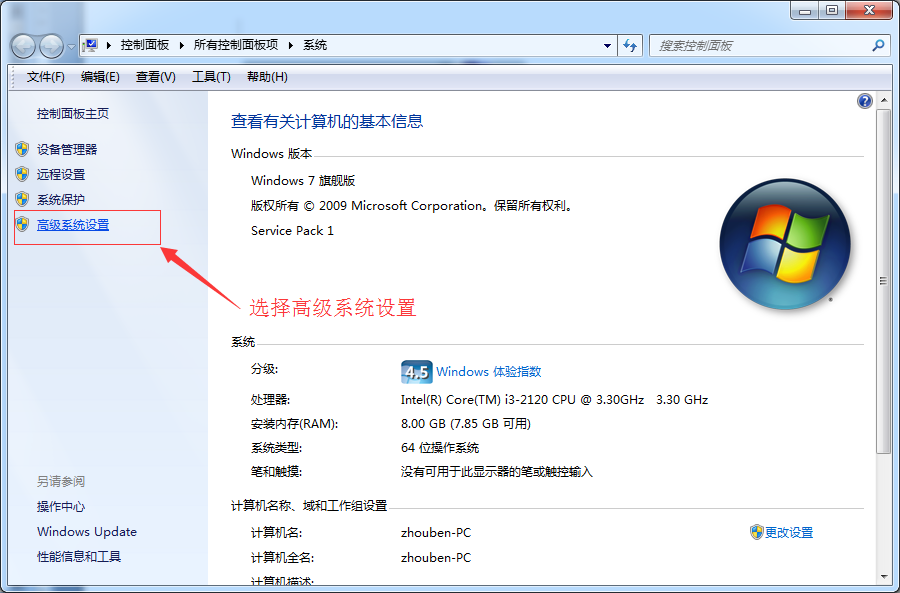 控制面板 ▸ 所有控制面板项 ▸ 系统
搜索控制面板
文件(F) 编辑(E) 查看(V) 工具(T) 帮助(H)
控制面板主页
设备管理器
远程设置
系统保护
高级系统设置
另请参阅
操作中心
Windows Update
性能信息和工具
查看有关计算机的基本信息
Windows 版本
Windows 7 旗舰版
版权所有 © 2009 Microsoft Corporation。保留所有权利。
Service Pack 1
选择高级系统设置
系统
分级: 4.5 Windows 体验指数
处理器: Intel(R) Core(TM) i3-2120 CPU @ 3.30GHz 3.30 GHz
安装内存(RAM): 8.00 GB (7.85 GB 可用)
系统类型: 64 位操作系统
笔和触摸: 没有可用于此显示器的笔或触控输入
计算机名称、域和工作组设置
计算机名: zhouben-PC 更改设置
计算机全名: zhouben-PC
计算机描述: